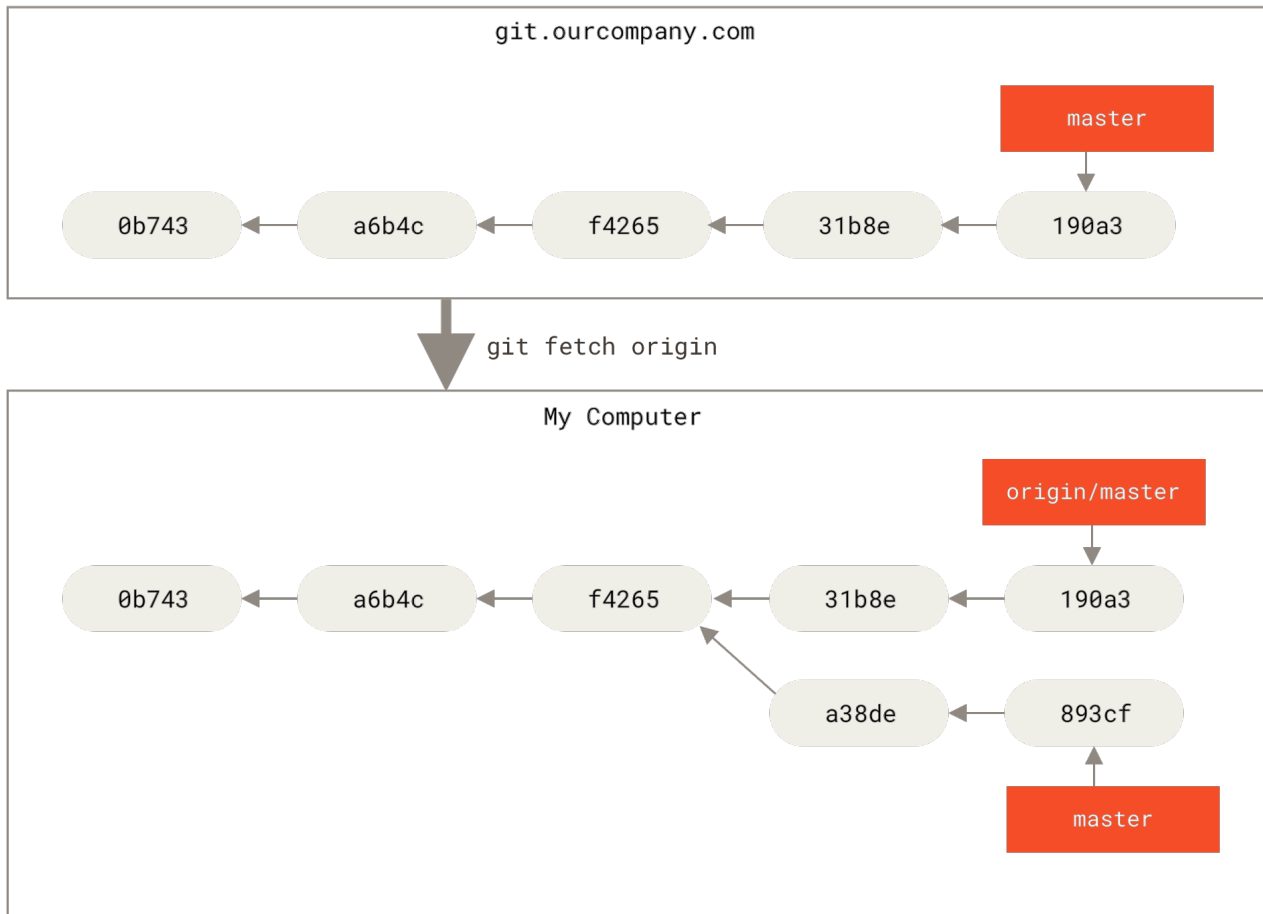 git.ourcompany.com
master
0b743 a6b4c f4265 31b8e 190a3
git fetch origin
My Computer
origin/master
0b743 a6b4c f4265 31b8e 190a3
a38de 893cf
master